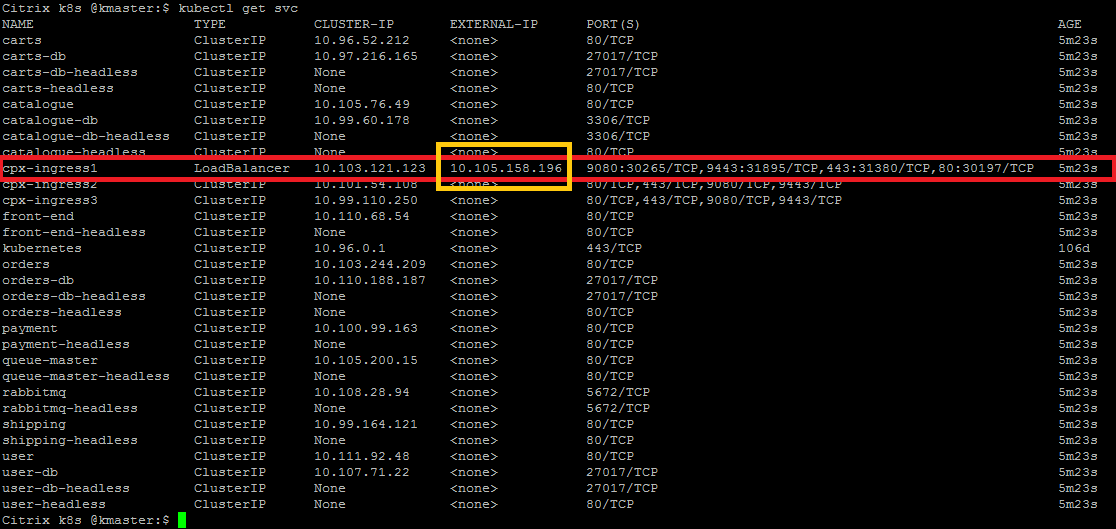 Citrix k8s @kmaster:$ kubectl get svc
NAME TYPE CLUSTER-IP EXTERNAL-IP PORT(S) AGE
carts ClusterIP 10.96.52.212 <none> 80/TCP 5m23s
carts-db ClusterIP 10.97.216.165 <none> 27017/TCP 5m23s
carts-db-headless ClusterIP None <none> 27017/TCP 5m23s
carts-headless ClusterIP None <none> 80/TCP 5m23s
catalogue ClusterIP 10.105.76.49 <none> 80/TCP 5m23s
catalogue-db ClusterIP 10.99.60.178 <none> 3306/TCP 5m23s
catalogue-db-headless ClusterIP None <none> 3306/TCP 5m23s
catalogue-headless ClusterIP None <none> 80/TCP 5m23s
cpx-ingress1 LoadBalancer 10.103.121.123 10.105.158.196 9080:30265/TCP,9443:31895/TCP,443:31380/TCP,80:30197/TCP 5m23s
cpx-ingress2 ClusterIP 10.101.54.108 <none> 80/TCP,443/TCP,9080/TCP,9443/TCP 5m23s
cpx-ingress3 ClusterIP 10.99.110.250 <none> 80/TCP,443/TCP,9080/TCP,9443/TCP 5m23s
front-end ClusterIP 10.110.68.54 <none> 80/TCP 5m23s
front-end-headless ClusterIP None <none> 80/TCP 5m23s
kubernetes ClusterIP 10.96.0.1 <none> 443/TCP 106d
orders ClusterIP 10.103.244.209 <none> 80/TCP 5m23s
orders-db ClusterIP 10.110.188.187 <none> 27017/TCP 5m23s
orders-db-headless ClusterIP None <none> 27017/TCP 5m23s
orders-headless ClusterIP None <none> 80/TCP 5m23s
payment ClusterIP 10.100.99.163 <none> 80/TCP 5m23s
payment-headless ClusterIP None <none> 80/TCP 5m23s
queue-master ClusterIP 10.105.200.15 <none> 80/TCP 5m23s
queue-master-headless ClusterIP None <none> 80/TCP 5m23s
rabbitmq ClusterIP 10.108.28.94 <none> 5672/TCP 5m23s
rabbitmq-headless ClusterIP None <none> 5672/TCP 5m23s
shipping ClusterIP 10.99.164.121 <none> 80/TCP 5m23s
shipping-headless ClusterIP None <none> 80/TCP 5m23s
user ClusterIP 10.111.92.48 <none> 80/TCP 5m23s
user-db ClusterIP 10.107.71.22 <none> 27017/TCP 5m23s
user-db-headless ClusterIP None <none> 27017/TCP 5m23s
user-headless ClusterIP None <none> 80/TCP 5m23s
Citrix k8s @kmaster:$